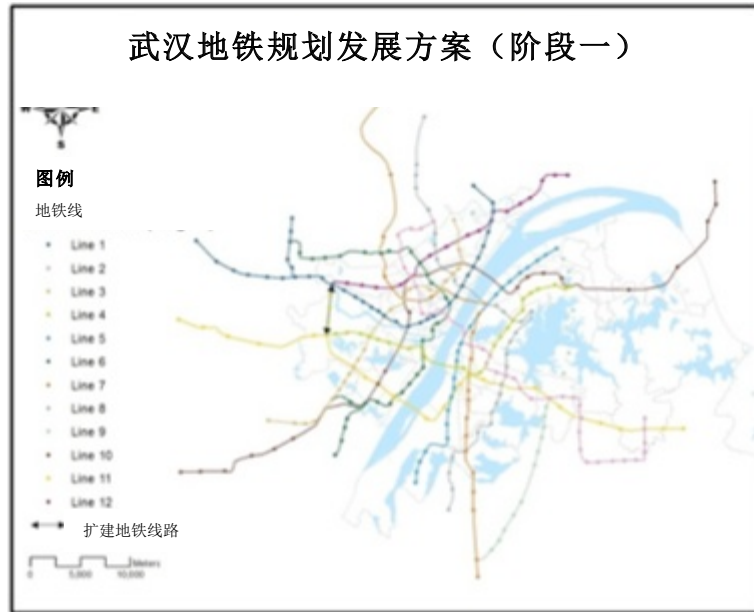 武汉地铁规划发展方案（阶段一）
S
图例
地铁线
Line 1
Line 2
Line 3
Line 4
Line 5
Line 6
Line 7
Line 8
Line 9
Line 10
Line 11
Line 12
扩建地铁线路
Meters
0 5,000 10,000